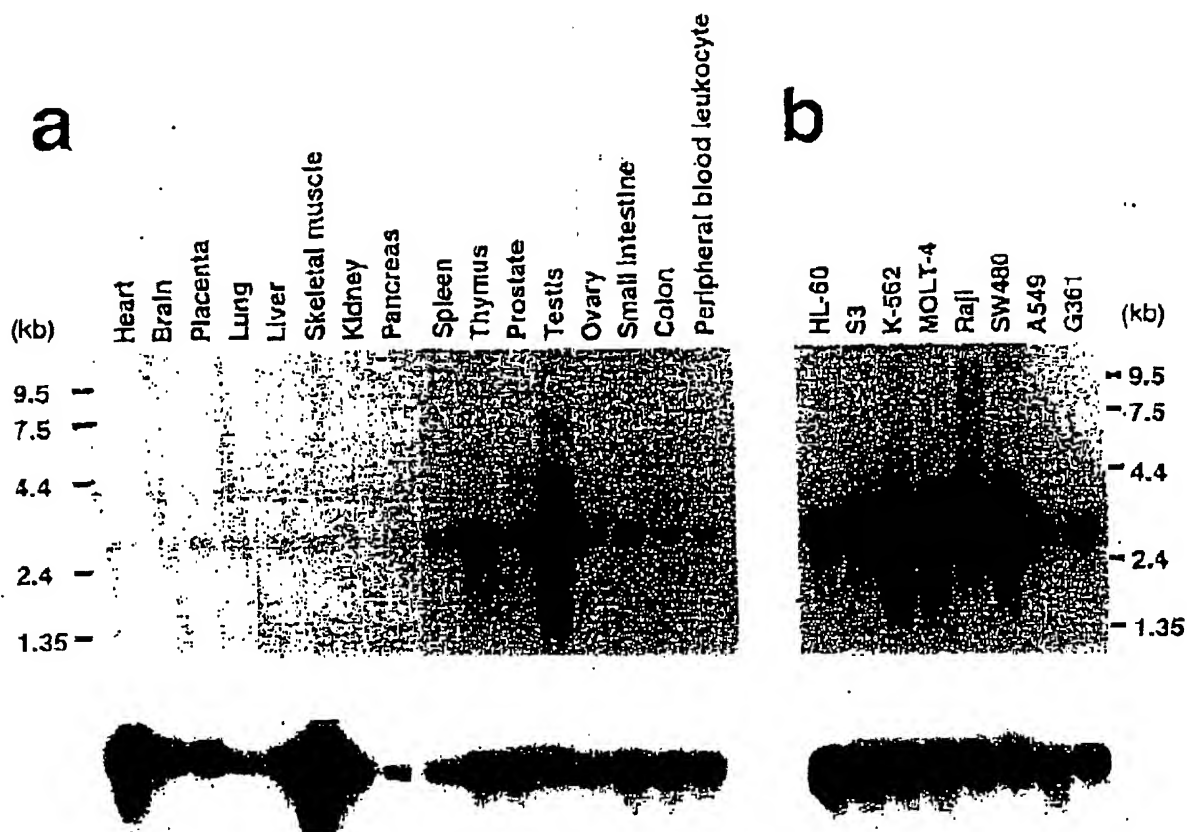 a
b
(kb)
Heart
Brain
Placenta
Lung
Liver
Skeletal muscle
Kidney
Pancreas
Spleen
Thymus
Prostate
Testis
Ovary
Small Intestine
Colon
Peripheral blood leukocyte
HL-60
S3
K-562
MOLT-4
Raji
SW480
A549
G361
(kb)
9.5
7.5
4.4
2.4
1.35
9.5
7.5
4.4
2.4
1.35